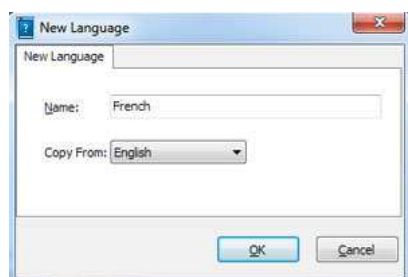 New Language
New Language
Name: French
Copy From: English
OK Cancel